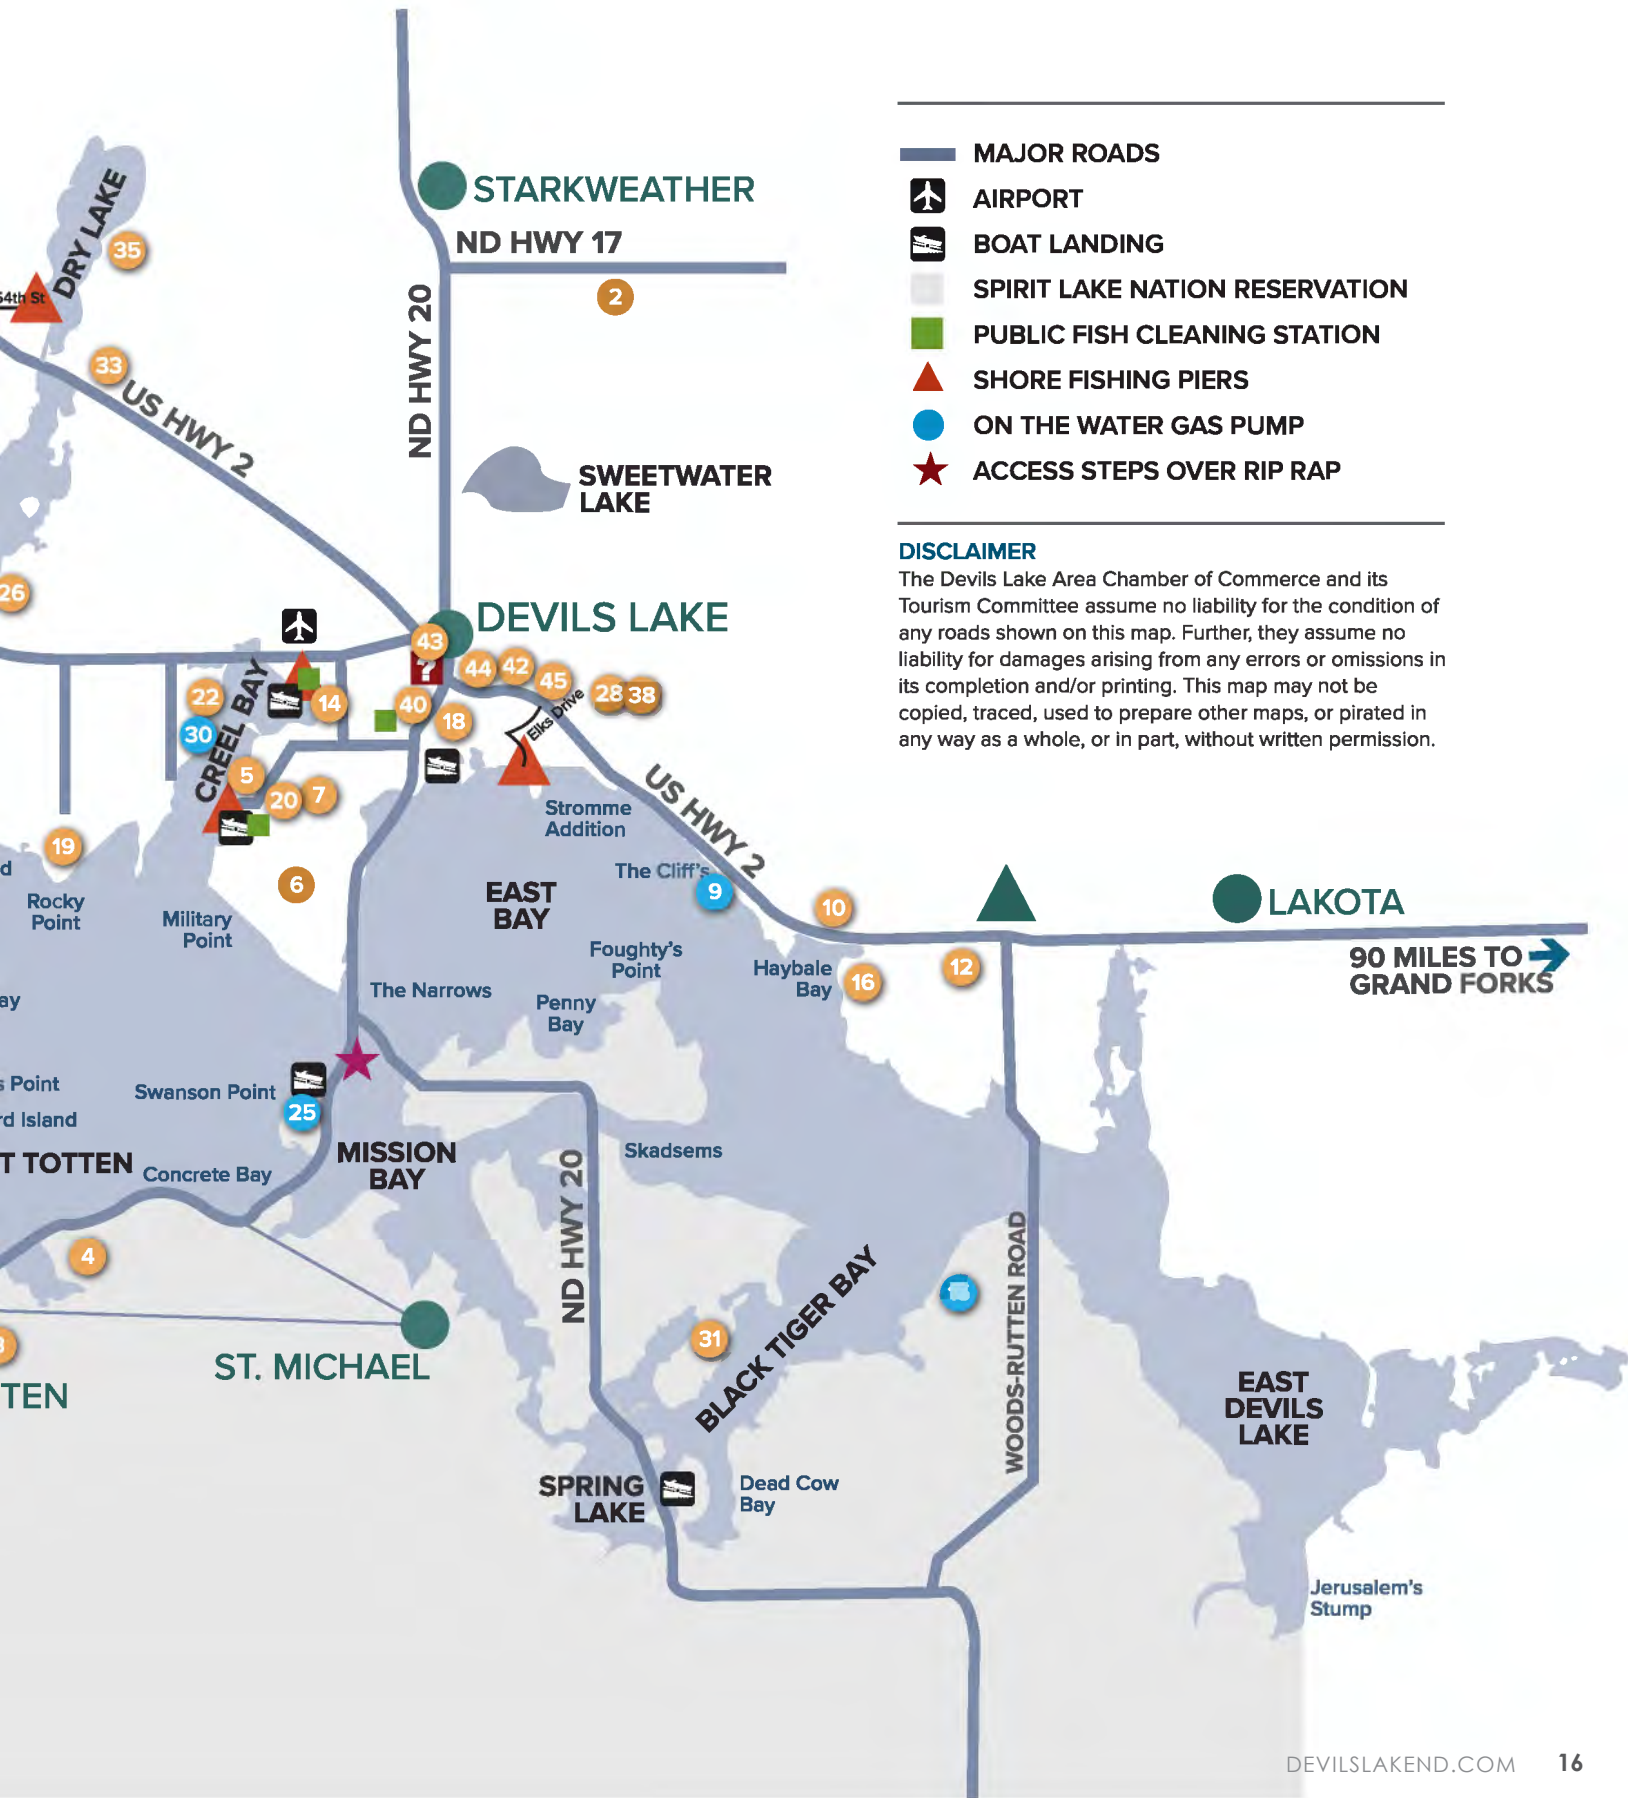 STARKWEATHER
ND HWY 17
2
ND HWY 20
DRY LAKE
35
54th St
33
US HWY 2
SWEETWATER
LAKE
26
DEVILS LAKE
43
?
44
42
45
28
38
Elks Drive
22
14
40
18
30
CREEL BAY
5
20
7
19
6
d
Rocky
Point
Military
Point
Stromme
Addition
US HWY 2
The Cliff's
9
10
EAST
BAY
Foughty's
Point
Haybale
Bay
16
12
The Narrows
Penny
Bay
ay
s Point
rd Island
Swanson Point
25
T TOTTEN
Concrete Bay
MISSION
BAY
Skadsems
ND HWY 20
4
ST. MICHAEL
TEN
31
BLACK TIGER BAY
WOODS-RUTTEN ROAD
SPRING
LAKE
Dead Cow
Bay
EAST
DEVILS
LAKE
Jerusalem's
Stump
LAKOTA
90 MILES TO
GRAND FORKS
MAJOR ROADS
AIRPORT
BOAT LANDING
SPIRIT LAKE NATION RESERVATION
PUBLIC FISH CLEANING STATION
SHORE FISHING PIERS
ON THE WATER GAS PUMP
ACCESS STEPS OVER RIP RAP
DISCLAIMER
The Devils Lake Area Chamber of Commerce and its
Tourism Committee assume no liability for the condition of
any roads shown on this map. Further, they assume no
liability for damages arising from any errors or omissions in
its completion and/or printing. This map may not be
copied, traced, used to prepare other maps, or pirated in
any way as a whole, or in part, without written permission.
DEVILSLAKEND.COM 16